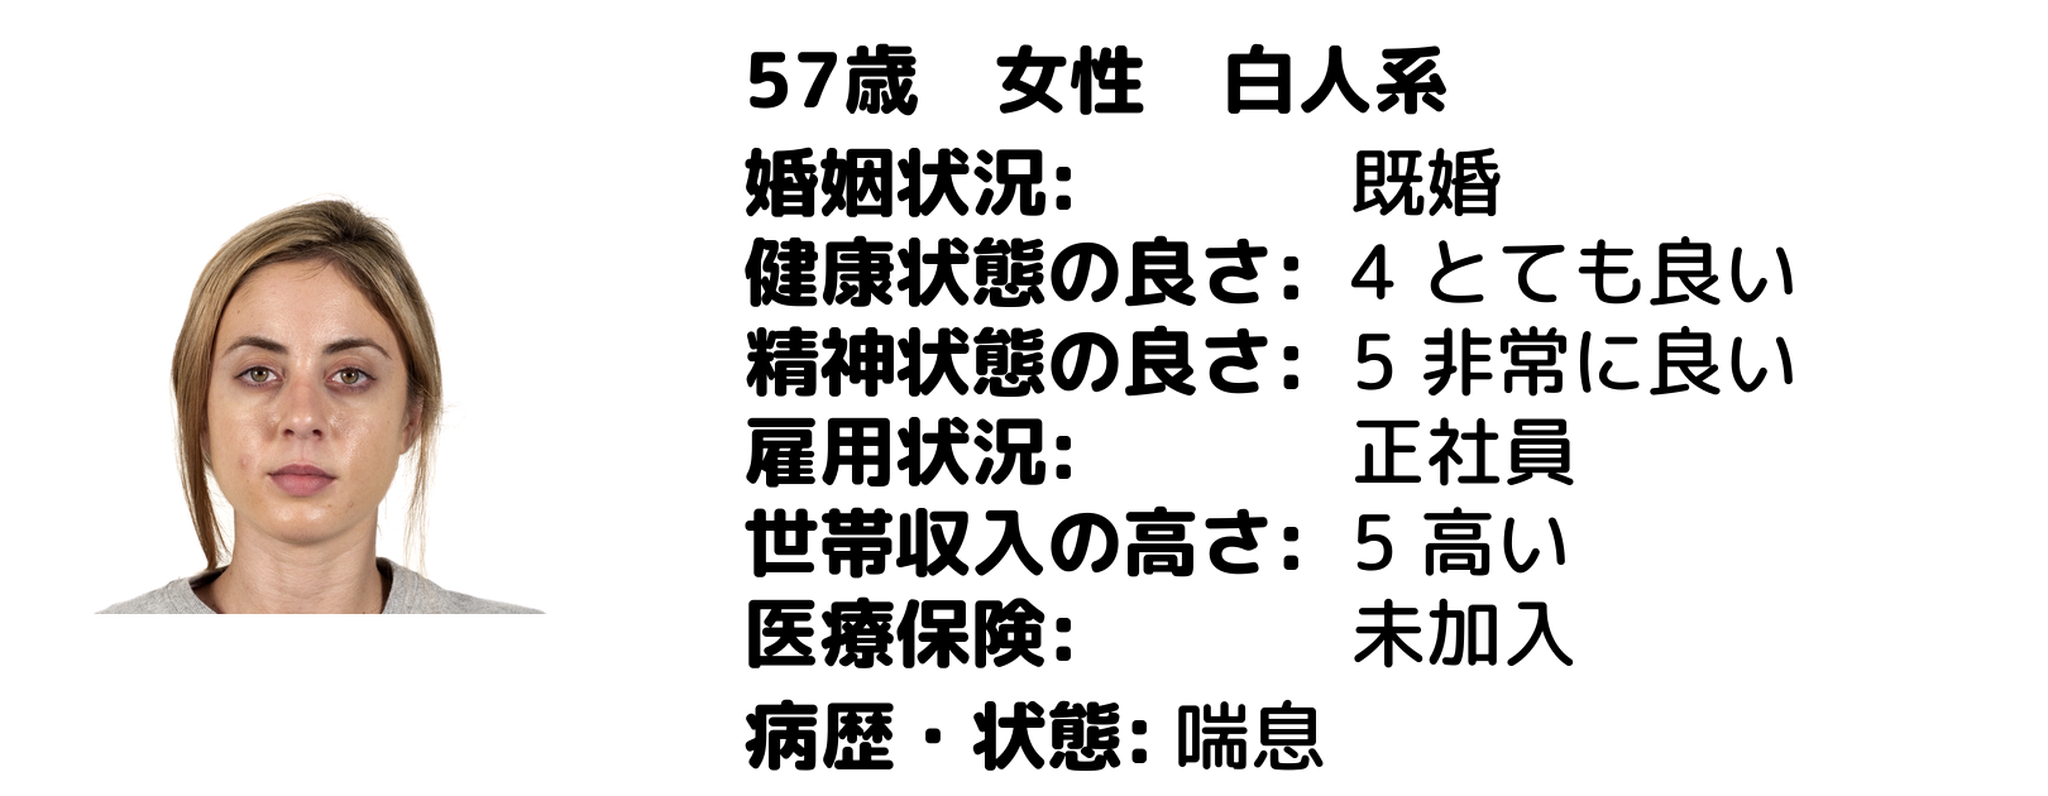 57歳　女性　白人系
婚姻状況: 既婚
健康状態の良さ: 4 とても良い
精神状態の良さ: 5 非常に良い
雇用状況: 正社員
世帯収入の高さ: 5 高い
医療保険: 未加入
病歴・状態: 喘息